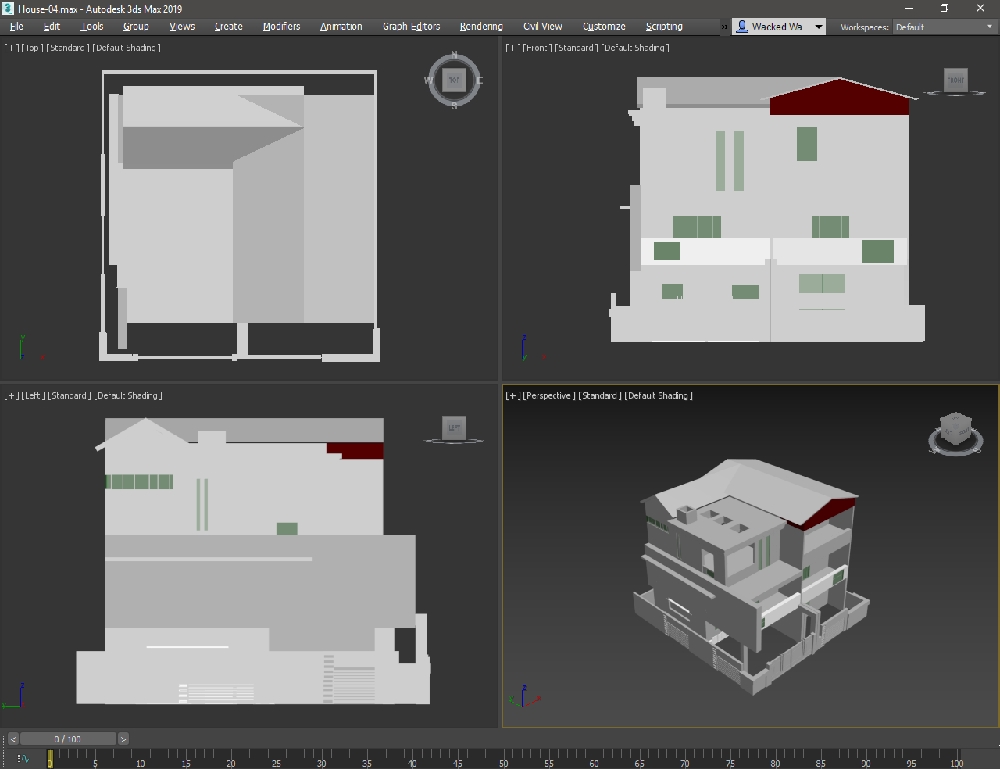 House-04.max - Autodesk 3ds Max 2019
File Edit Tools Group Views Create Modifiers Animation Graph Editors Rendering Civil View Customize Scripting » Wacked Wa Workspaces: Default
[+] [Top] [Standard] [Default Shading]
[+] [Front] [Standard] [Default Shading]
N
W TOP E
S
FRONT
[+] [Left] [Standard] [Default Shading]
[+] [Perspective] [Standard] [Default Shading]
LEFT
< 0 / 100 >
0 5 10 15 20 25 30 35 40 45 50 55 60 65 70 75 80 85 90 95 100